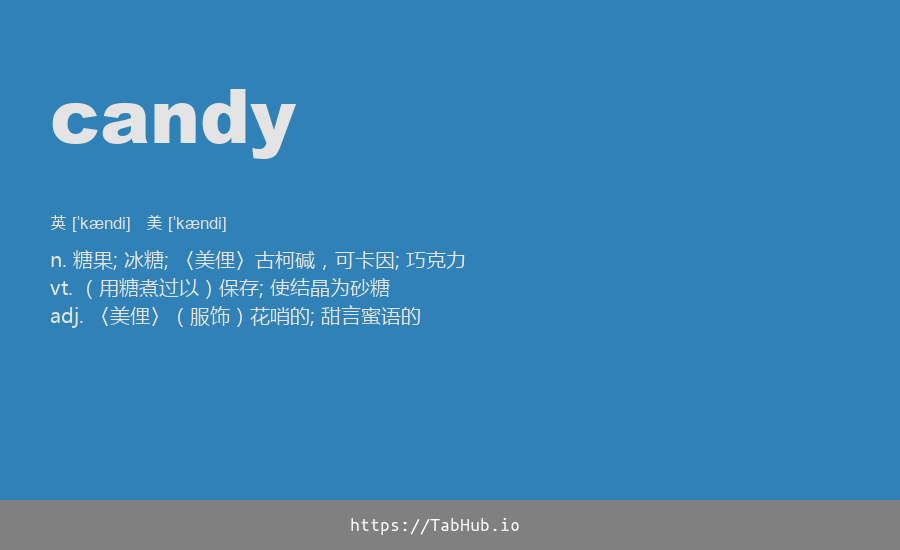 candy
英 ['kændi] 美 ['kændi]
n. 糖果; 冰糖; 〈美俚〉古柯碱，可卡因; 巧克力
vt. （用糖煮过以）保存; 使结晶为砂糖
adj. 〈美俚〉（服饰）花哨的; 甜言蜜语的
https://TabHub.io